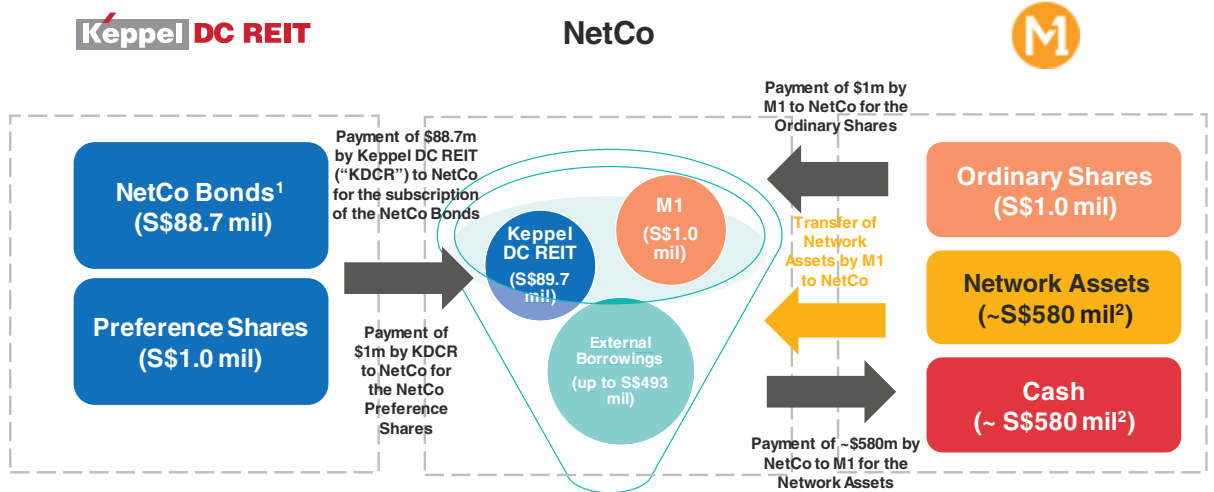 Keppel DC REIT
NetCo
M1
NetCo Bonds¹
(S$88.7 mil)
Preference Shares
(S$1.0 mil)
Payment of $88.7m
by Keppel DC REIT
(“KDCR”) to NetCo
for the subscription
of the NetCo Bonds
Payment of
$1m by KDCR
to NetCo for
the NetCo
Preference
Shares
Keppel
DC REIT
(S$89.7
mil)
M1
(S$1.0
mil)
External
Borrowings
(up to S$493
mil)
Payment of $1m by
M1 to NetCo for the
Ordinary Shares
Transfer of
Network
Assets by M1
to NetCo
Payment of ~$580m by
NetCo to M1 for the
Network Assets
Ordinary Shares
(S$1.0 mil)
Network Assets
(~S$580 mil²)
Cash
(~ S$580 mil²)